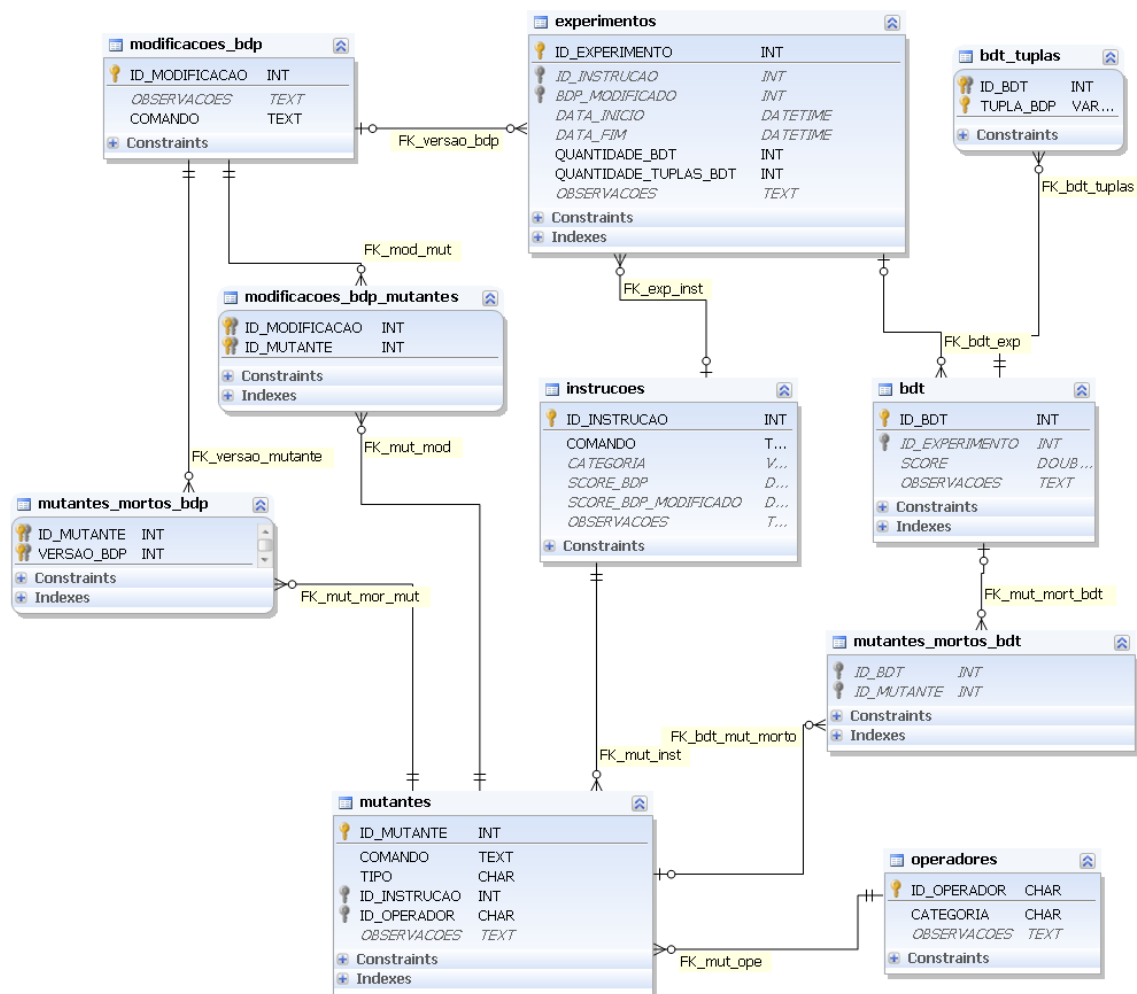 modificacoes_bdp
ID_MODIFICACAO INT
OBSERVACOES TEXT
COMANDO TEXT
Constraints
experimentos
ID_EXPERIMENTO INT
ID_INSTRUCAO INT
BDP_MODIFICADO INT
DATA_INICIO DATETIME
DATA_FIM DATETIME
QUANTIDADE_BDT INT
QUANTIDADE_TUPLAS_BDT INT
OBSERVACOES TEXT
Constraints
Indexes
bdt_tuplas
ID_BDT INT
TUPLA_BDP VAR...
Constraints
FK_versao_bdp
FK_bdt_tuplas
FK_mod_mut
FK_exp_inst
modificacoes_bdp_mutantes
ID_MODIFICACAO INT
ID_MUTANTE INT
Constraints
Indexes
FK_bdt_exp
instrucoes
ID_INSTRUCAO INT
COMANDO T...
CATEGORIA V...
SCORE_BDP D...
SCORE_BDP_MODIFICADO D...
OBSERVACOES T...
Constraints
bdt
ID_BDT INT
ID_EXPERIMENTO INT
SCORE DOUB...
OBSERVACOES TEXT
Constraints
Indexes
FK_mut_mod
FK_versao_mutante
mutantes_mortos_bdp
ID_MUTANTE INT
VERSAO_BDP INT
Constraints
Indexes
FK_mut_mor_mut
FK_mut_mort_bdt
mutantes_mortos_bdt
ID_BDT INT
ID_MUTANTE INT
Constraints
Indexes
FK_bdt_mut_morto
FK_mut_inst
mutantes
ID_MUTANTE INT
COMANDO TEXT
TIPO CHAR
ID_INSTRUCAO INT
ID_OPERADOR CHAR
OBSERVACOES TEXT
Constraints
Indexes
operadores
ID_OPERADOR CHAR
CATEGORIA CHAR
OBSERVACOES TEXT
Constraints
FK_mut_ope